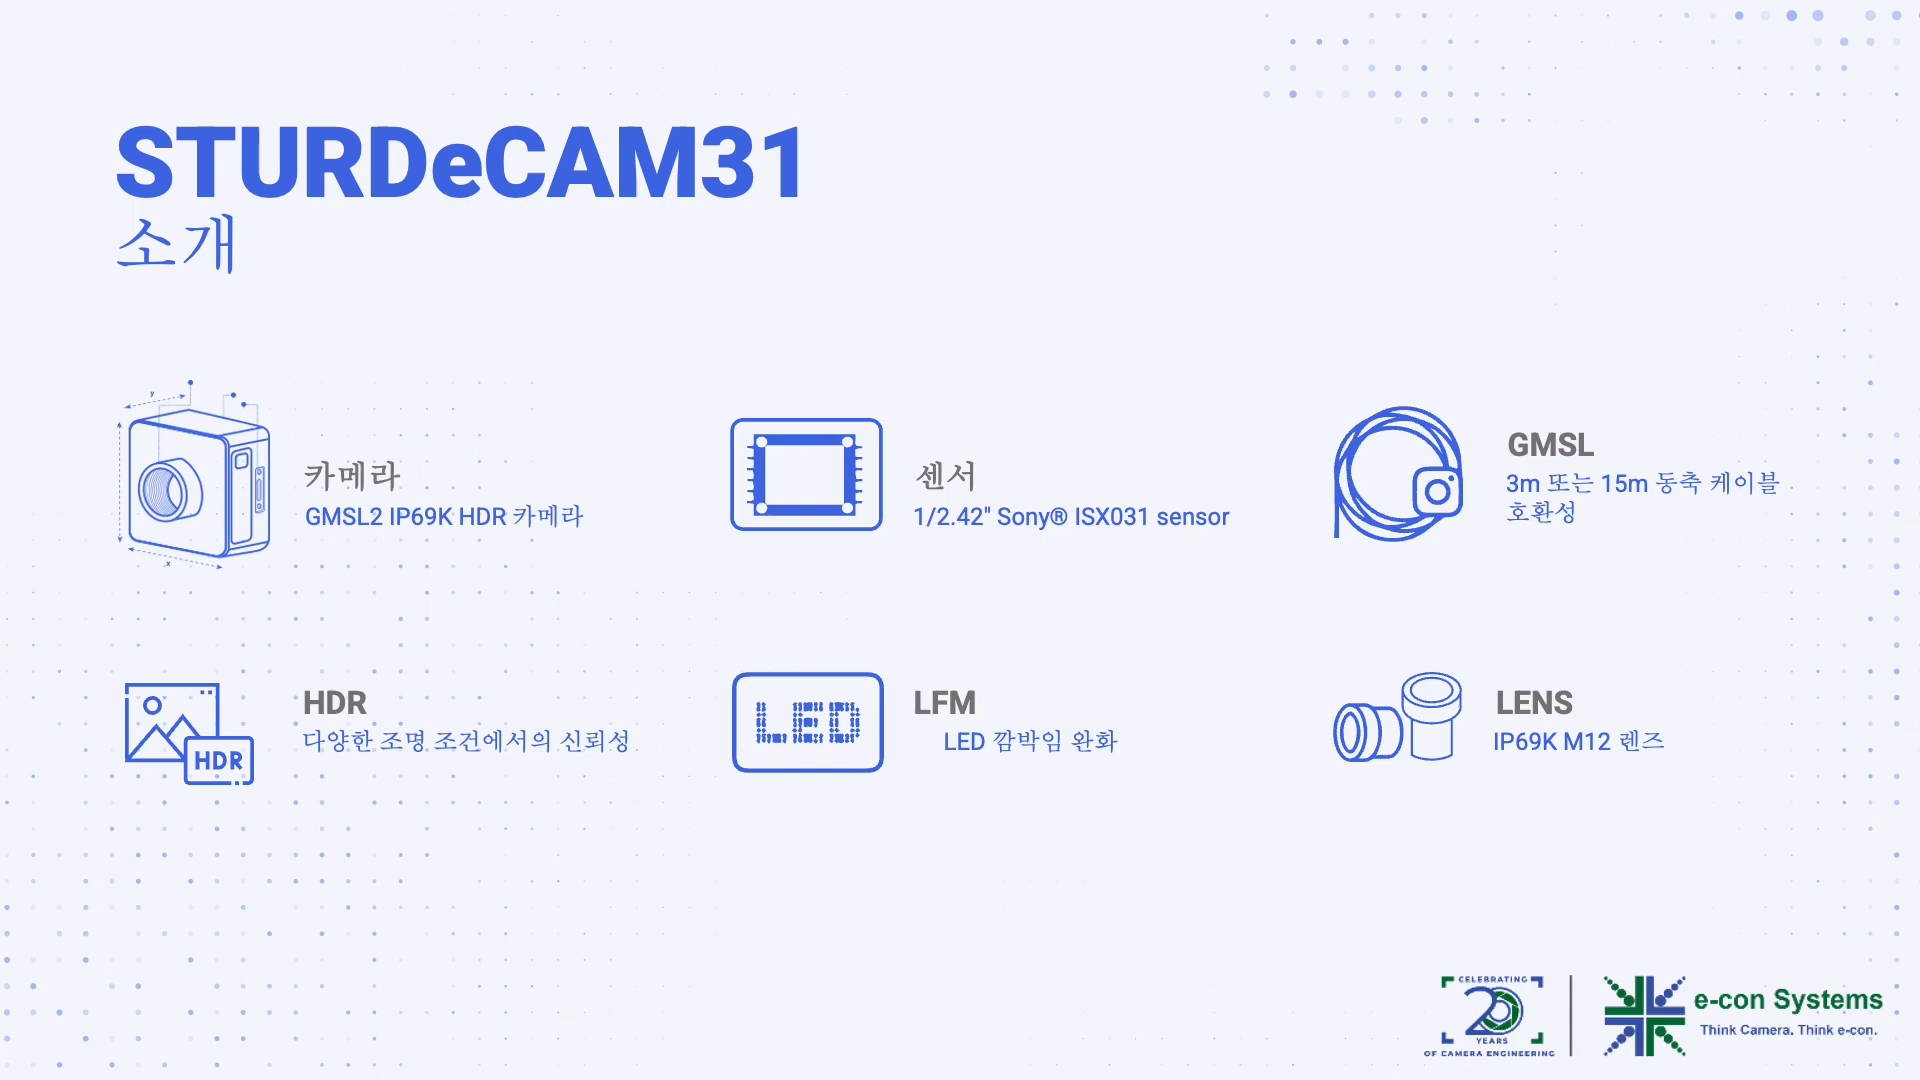 STURDeCAM31
소개
y
x
카메라
GMSL2 IP69K HDR 카메라
센서
1/2.42" Sony® ISX031 sensor
GMSL
3m 또는 15m 동축 케이블
호환성
HDR
HDR
다양한 조명 조건에서의 신뢰성
LED
LFM
LED 깜박임 완화
LENS
IP69K M12 렌즈
CELEBRATING
20
YEARS
OF CAMERA ENGINEERING
e-con Systems
Think Camera. Think e-con.